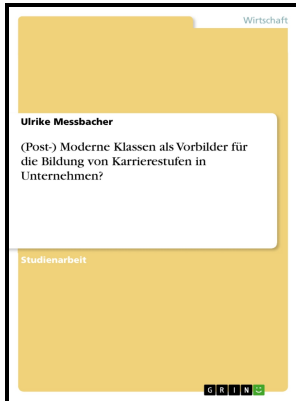 Wirtschaft
Ulrike Messbacher
(Post-) Moderne Klassen als Vorbilder für
die Bildung von Karrierestufen in
Unternehmen?
Studienarbeit
GRIN